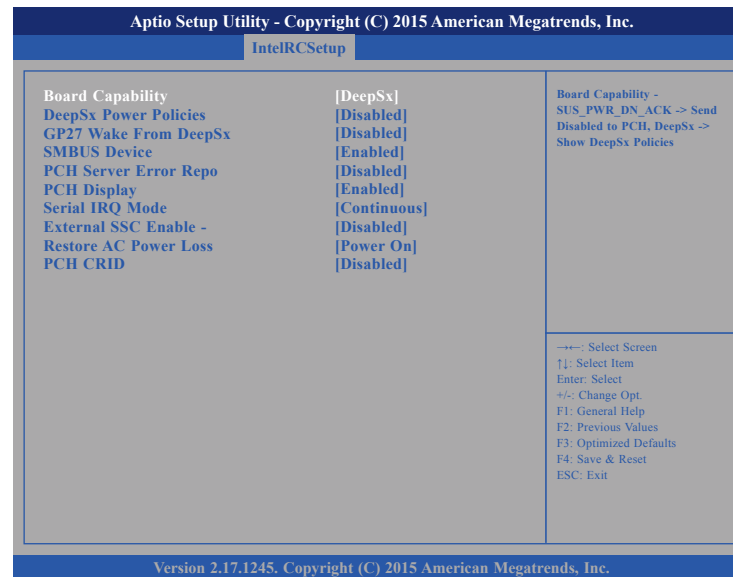 Aptio Setup Utility - Copyright (C) 2015 American Megatrends, Inc.
IntelRCSetup
Board Capability [DeepSx]
DeepSx Power Policies [Disabled]
GP27 Wake From DeepSx [Disabled]
SMBUS Device [Enabled]
PCH Server Error Repo [Disabled]
PCH Display [Enabled]
Serial IRQ Mode [Continuous]
External SSC Enable - [Disabled]
Restore AC Power Loss [Power On]
PCH CRID [Disabled]
Board Capability -
SUS_PWR_DN_ACK -> Send
Disabled to PCH, DeepSx ->
Show DeepSx Policies
→←: Select Screen
↑↓: Select Item
Enter: Select
+/-: Change Opt.
F1: General Help
F2: Previous Values
F3: Optimized Defaults
F4: Save & Reset
ESC: Exit
Version 2.17.1245. Copyright (C) 2015 American Megatrends, Inc.